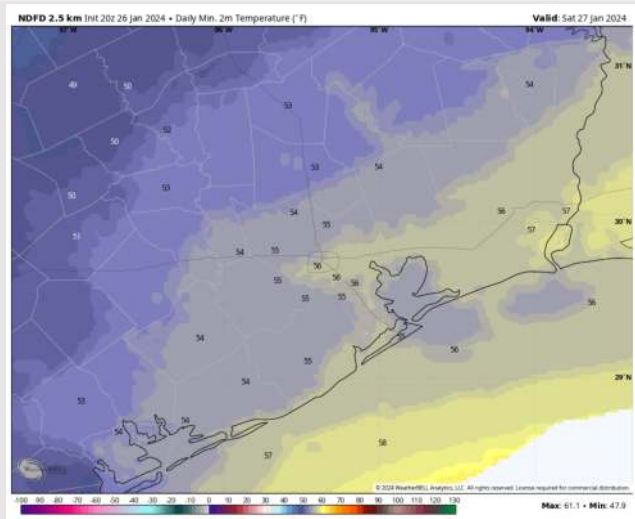 NDFD 2.5 km Init 20z 26 Jan 2024 • Daily Min. 2m Temperature (°F) Valid: Sat 27 Jan 2024
97°W 96°W 95°W 94°W
31°N
49 50 54
53
50 52
53 54
50 53
54 56 57
55 57 30°N
51
54 55
56
55 56 56
55 55 56
54 56
55
54 29°N
53
54 54
58
57
© 2024 WeatherBELL Analytics, LLC. All rights reserved. License required for commercial distribution.
-100 -90 -80 -70 -60 -50 -40 -30 -20 -10 0 10 20 30 40 50 60 70 80 90 100 110 120 130
Max: 61.1 • Min: 47.9